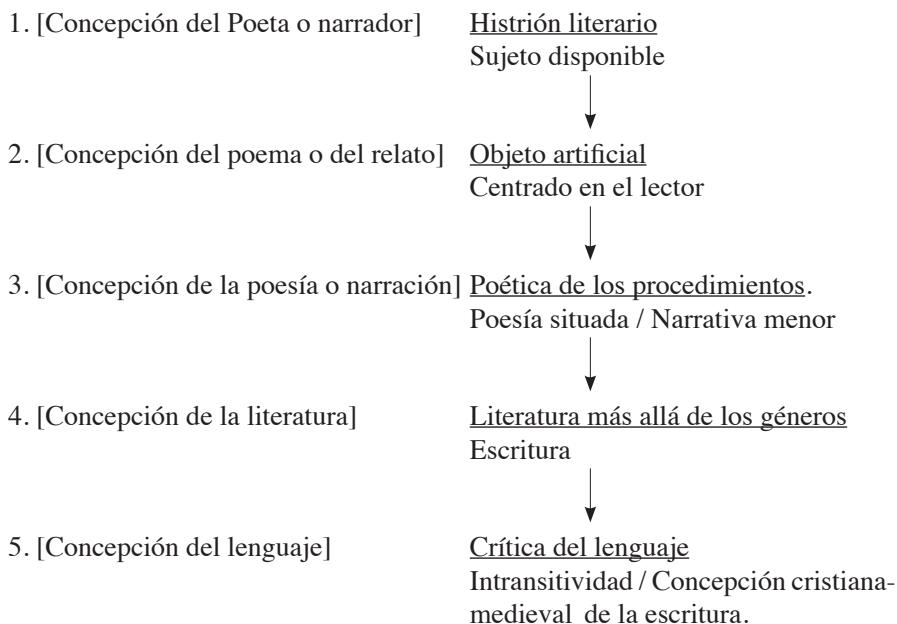 1. [Concepción del Poeta o narrador] Histrión literario
Sujeto disponible
2. [Concepción del poema o del relato] Objeto artificial
Centrado en el lector
3. [Concepción de la poesía o narración] Poética de los procedimientos.
Poesía situada / Narrativa menor
4. [Concepción de la literatura] Literatura más allá de los géneros
Escritura
5. [Concepción del lenguaje] Crítica del lenguaje
Intransitividad / Concepción cristiana-
medieval de la escritura.